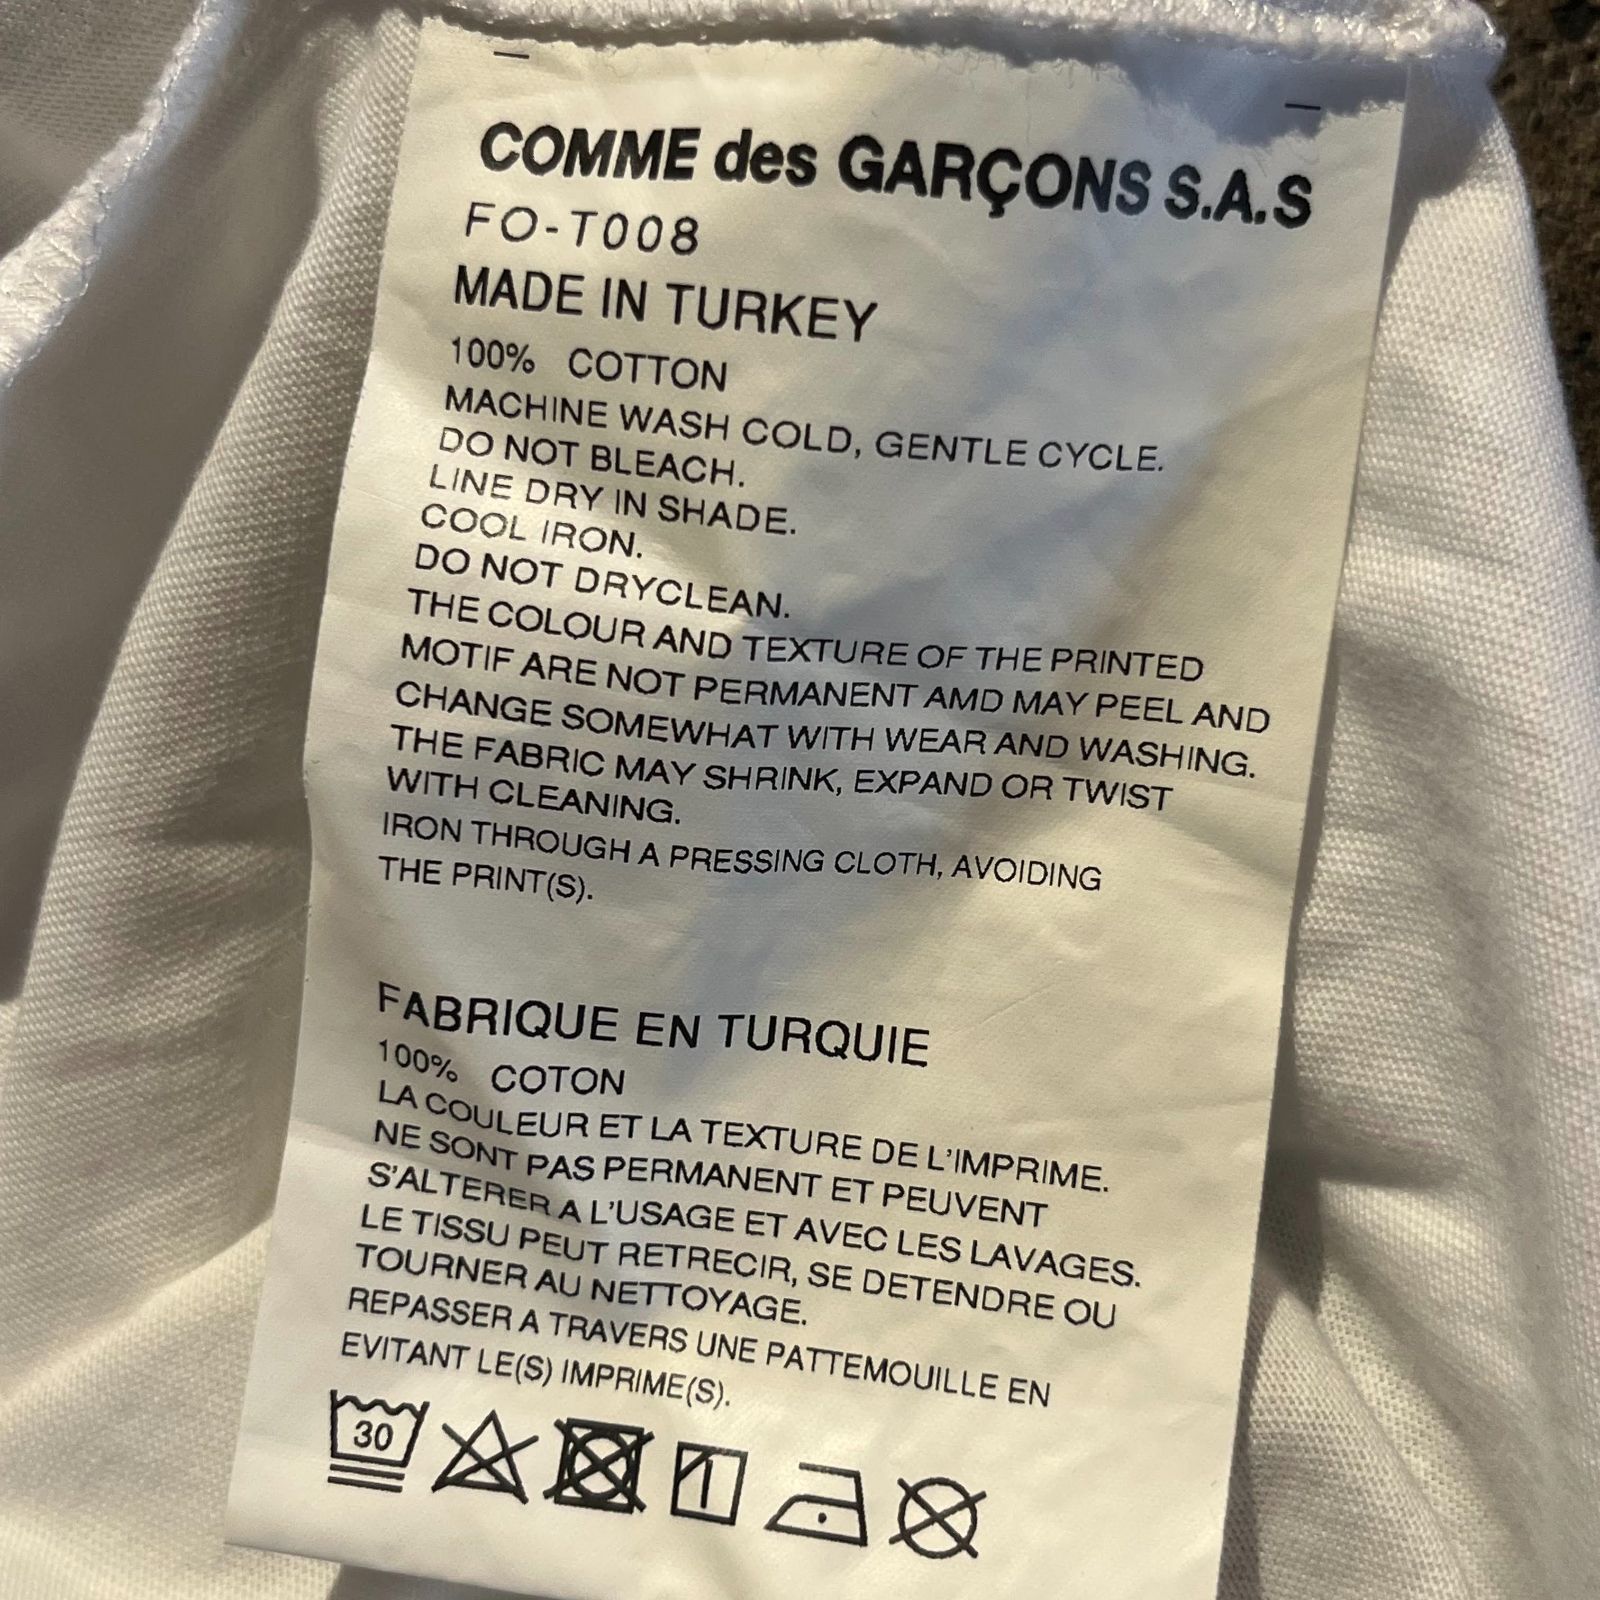 COMME des GARÇONS S.A.S
FO-T008
MADE IN TURKEY
100% COTTON
MACHINE WASH COLD, GENTLE CYCLE.
DO NOT BLEACH.
LINE DRY IN SHADE.
COOL IRON.
DO NOT DRYCLEAN.
THE COLOUR AND TEXTURE OF THE PRINTED
MOTIF ARE NOT PERMANENT AMD MAY PEEL AND
CHANGE SOMEWHAT WITH WEAR AND WASHING.
THE FABRIC MAY SHRINK, EXPAND OR TWIST
WITH CLEANING.
IRON THROUGH A PRESSING CLOTH, AVOIDING
THE PRINT(S).
FABRIQUE EN TURQUIE
100% COTON
LA COULEUR ET LA TEXTURE DE L'IMPRIME.
NE SONT PAS PERMANENT ET PEUVENT
S'ALTERER A L'USAGE ET AVEC LES LAVAGES.
LE TISSU PEUT RETRECIR, SE DETENDRE OU
TOURNER AU NETTOYAGE.
REPASSER A TRAVERS UNE PATTEMOUILLE EN
EVITANT LE(S) IMPRIME(S).
30